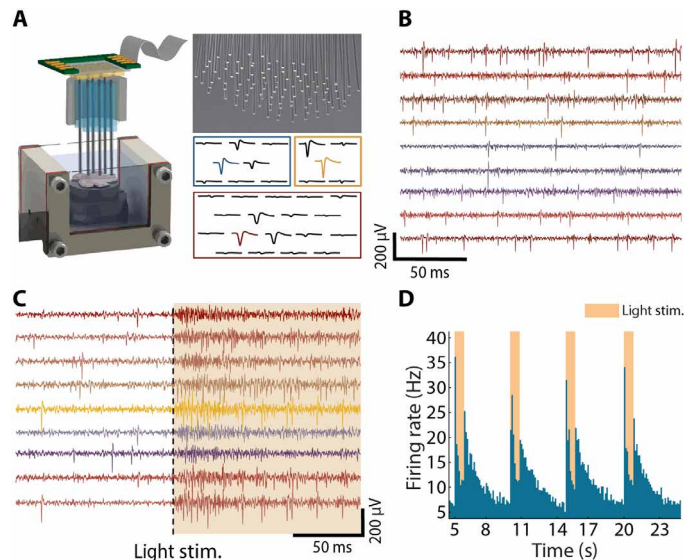 A
B
200 µV
50 ms
C
Light stim.
50 ms
200 µV
D
Light stim.
Firing rate (Hz)
40
35
30
25
20
15
10
5
5 8 11 14 15 17 20 23
Time (s)